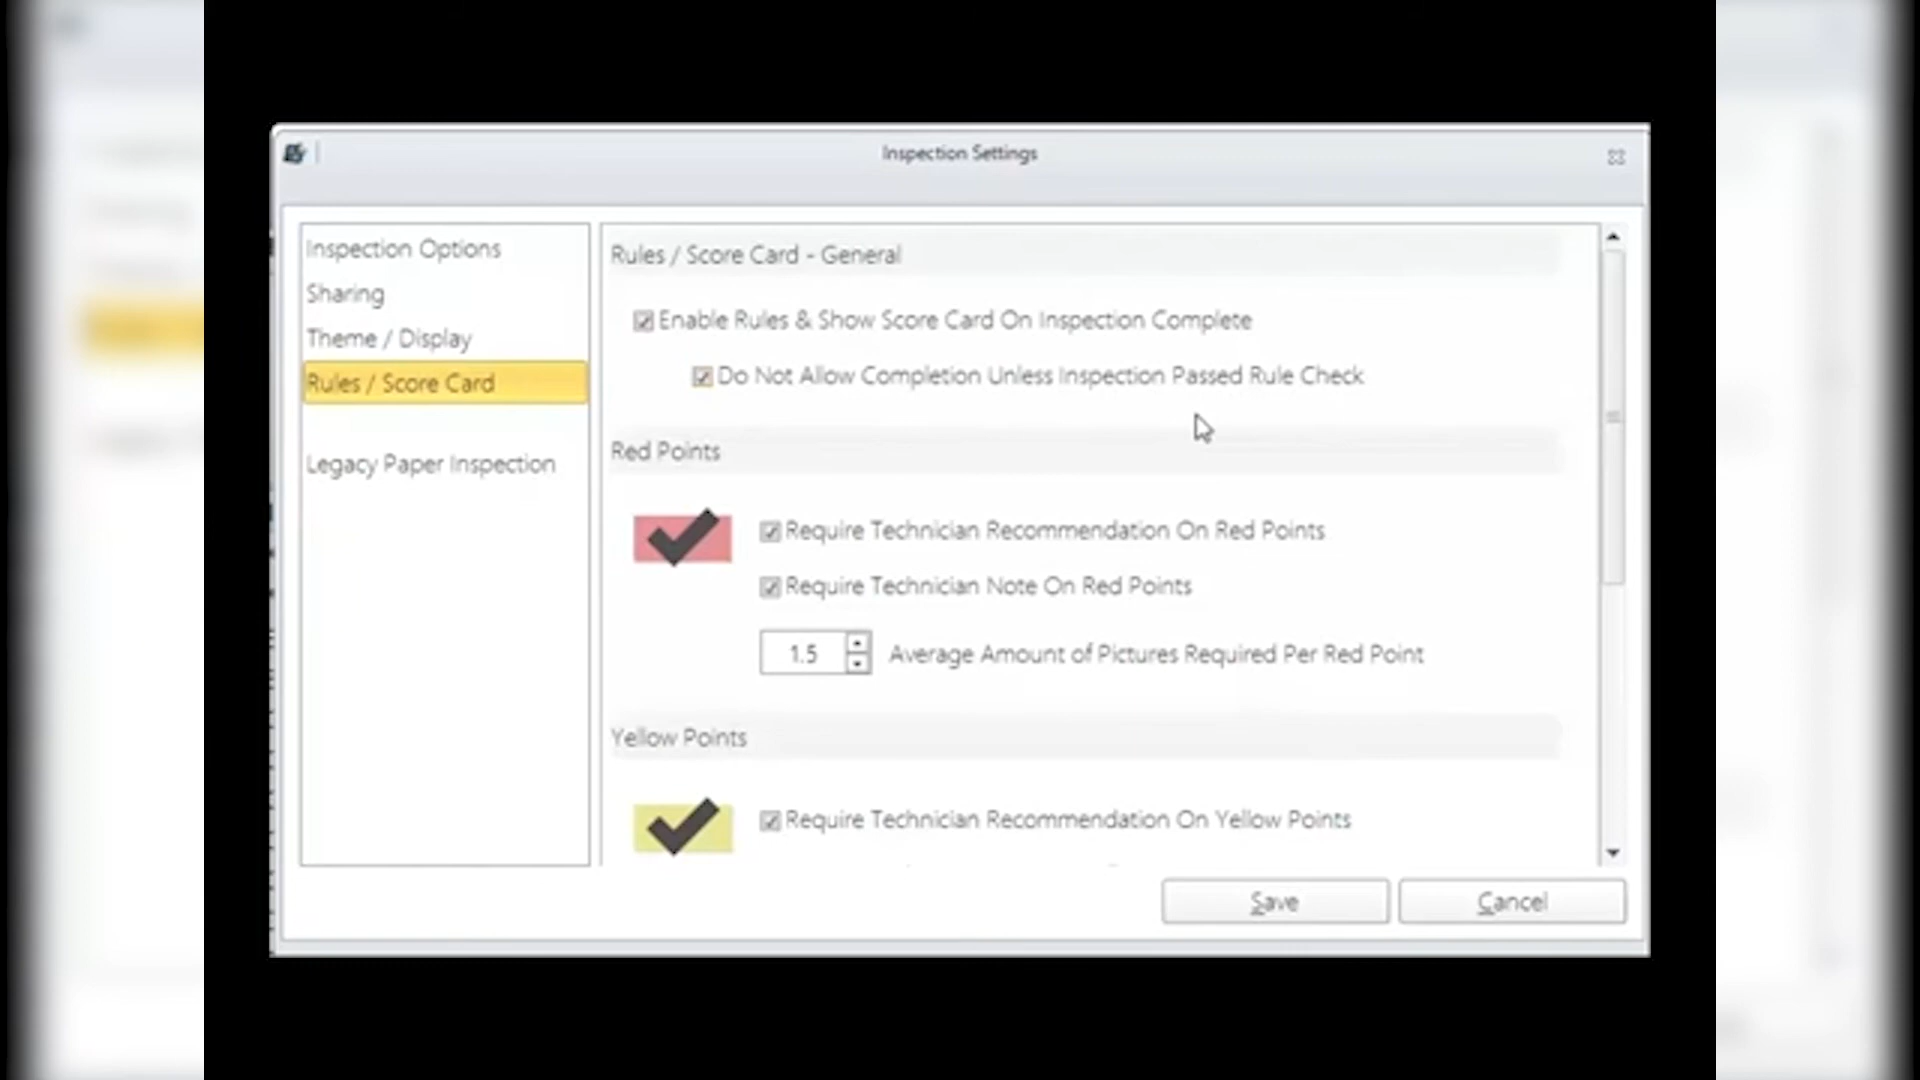 Inspection Settings
Inspection Options
Sharing
Theme / Display
Rules / Score Card
Legacy Paper Inspection
Rules / Score Card - General
Enable Rules & Show Score Card On Inspection Complete
Do Not Allow Completion Unless Inspection Passed Rule Check
Red Points
Require Technician Recommendation On Red Points
Require Technician Note On Red Points
1.5 Average Amount of Pictures Required Per Red Point
Yellow Points
Require Technician Recommendation On Yellow Points
Save
Cancel